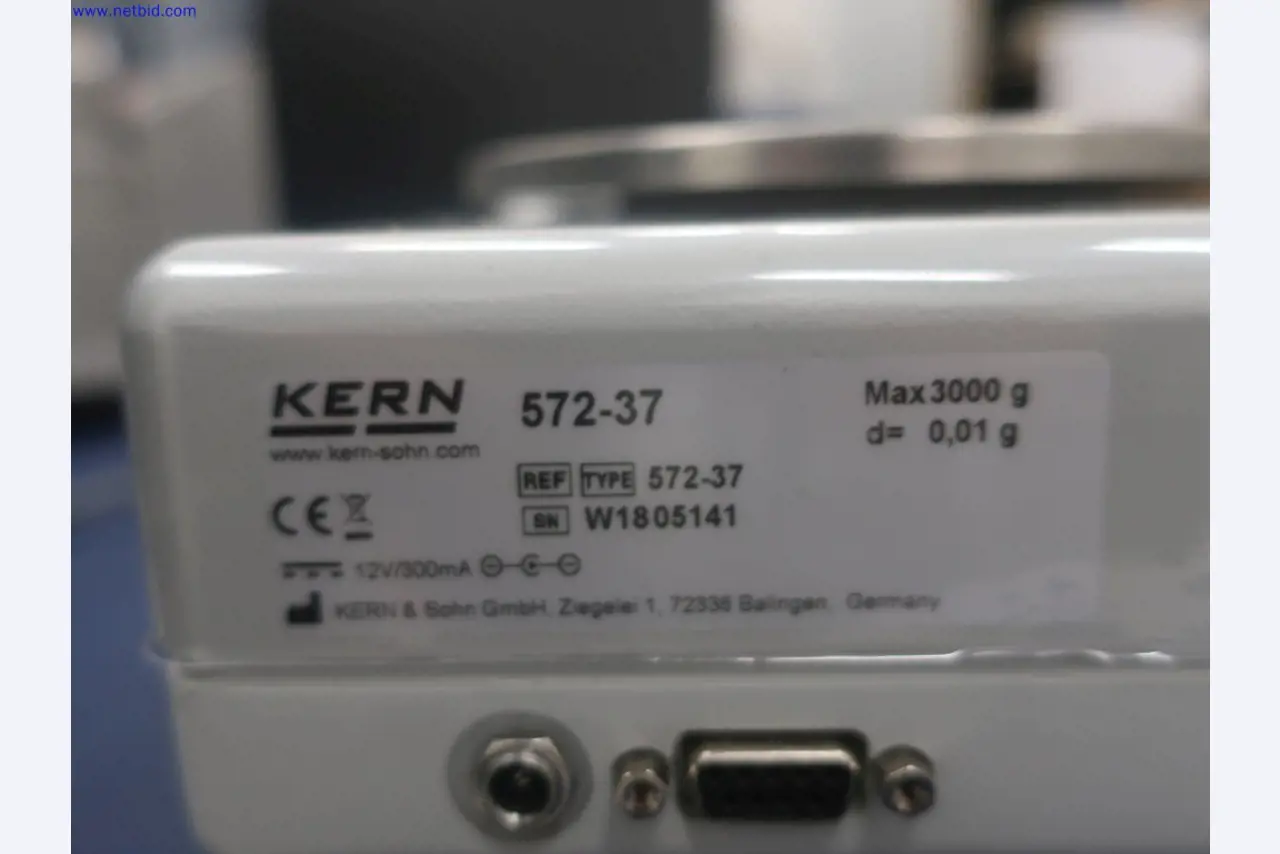 www.netbid.com
KERN
www.kern-sohn.com
572-37
Max 3000 g
d= 0,01 g
REF TYPE 572-37
SN W1805141
CE
12V/300mA
KERN & Sohn GmbH, Ziegelei 1, 72336 Balingen, Germany